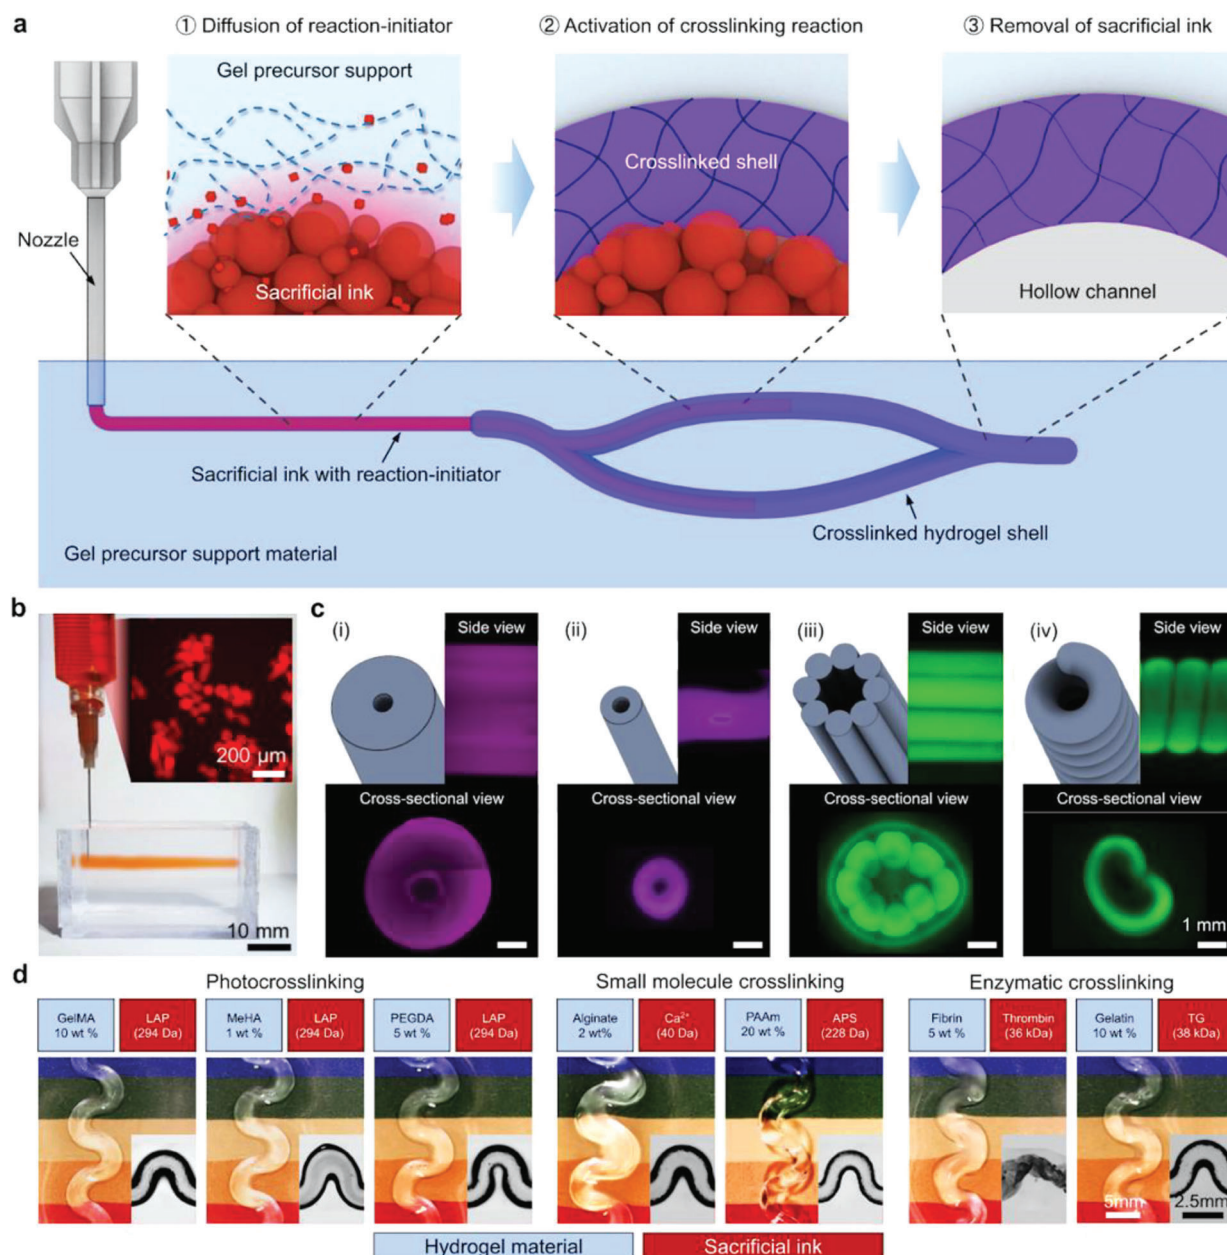 a
① Diffusion of reaction-initiator
② Activation of crosslinking reaction
③ Removal of sacrificial ink
Gel precursor support
Sacrificial ink
Crosslinked shell
Hollow channel
Nozzle
Sacrificial ink with reaction-initiator
Crosslinked hydrogel shell
Gel precursor support material
b
200 µm
10 mm
c
(i)
Side view
Cross-sectional view
(ii)
Side view
Cross-sectional view
(iii)
Side view
Cross-sectional view
(iv)
Side view
Cross-sectional view
1 mm
d
Photocrosslinking
Small molecule crosslinking
Enzymatic crosslinking
GelMA
10 wt %
LAP
(294 Da)
MeHA
1 wt %
LAP
(294 Da)
PEGDA
5 wt %
LAP
(294 Da)
Alginate
2 wt%
Ca²⁺
(40 Da)
PAAm
20 wt %
APS
(228 Da)
Fibrin
5 wt %
Thrombin
(36 kDa)
Gelatin
10 wt %
TG
(38 kDa)
5mm
2.5mm
Hydrogel material
Sacrificial ink